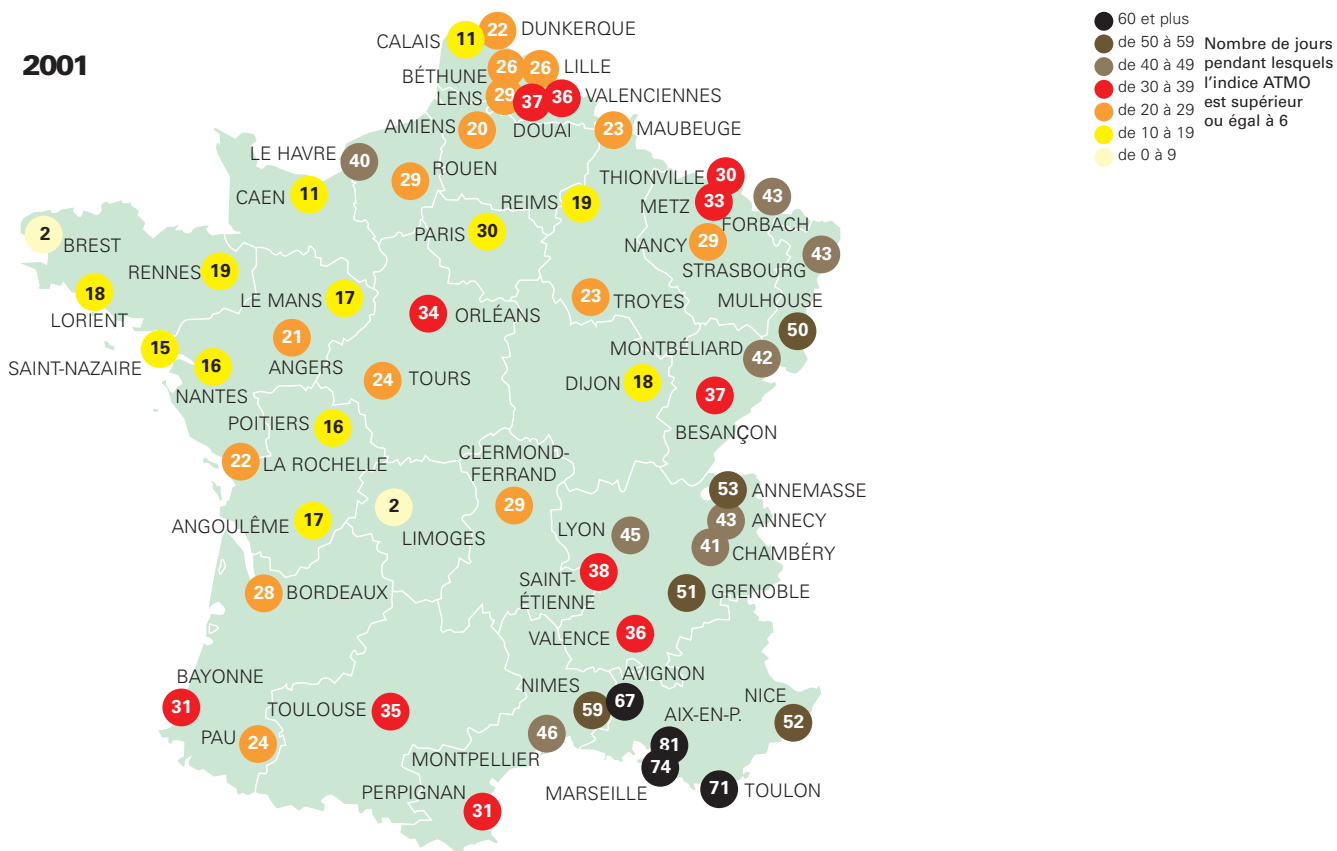 2001
60 et plus
de 50 à 59
de 40 à 49
de 30 à 39
de 20 à 29
de 10 à 19
de 0 à 9
Nombre de jours
pendant lesquels
l'indice ATMO
est supérieur
ou égal à 6
CALAIS 11
22 DUNKERQUE
BÉTHUNE 26
26 LILLE
LENS 29
37 DOUAI
36 VALENCIENNES
AMIENS 20
23 MAUBEUGE
LE HAVRE 40
29 ROUEN
CAEN 11
THIONVILLE 30
METZ 33
43 FORBACH
REIMS 19
PARIS 30
NANCY 29
STRASBOURG 43
2 BREST
RENNES 19
18 LORIENT
LE MANS 17
34 ORLÉANS
23 TROYES
MULHOUSE 50
15 SAINT-NAZAIRE
16 NANTES
21 ANGERS
24 TOURS
MONTBÉLIARD 42
DIJON 18
37 BESANÇON
POITIERS 16
22 LA ROCHELLE
CLERMOND-
FERRAND
29
53 ANNEMASSE
43 ANNECY
41 CHAMBÉRY
ANGOULÊME 17
2 LIMOGES
LYON 45
SAINT-
ÉTIENNE
38
51 GRENOBLE
28 BORDEAUX
VALENCE 36
BAYONNE 31
TOULOUSE 35
PAU 24
NIMES 59
AVIGNON 67
NICE 52
AIX-EN-P. 81
MONTPELLIER 46
MARSEILLE 74
71 TOULON
PERPIGNAN 31